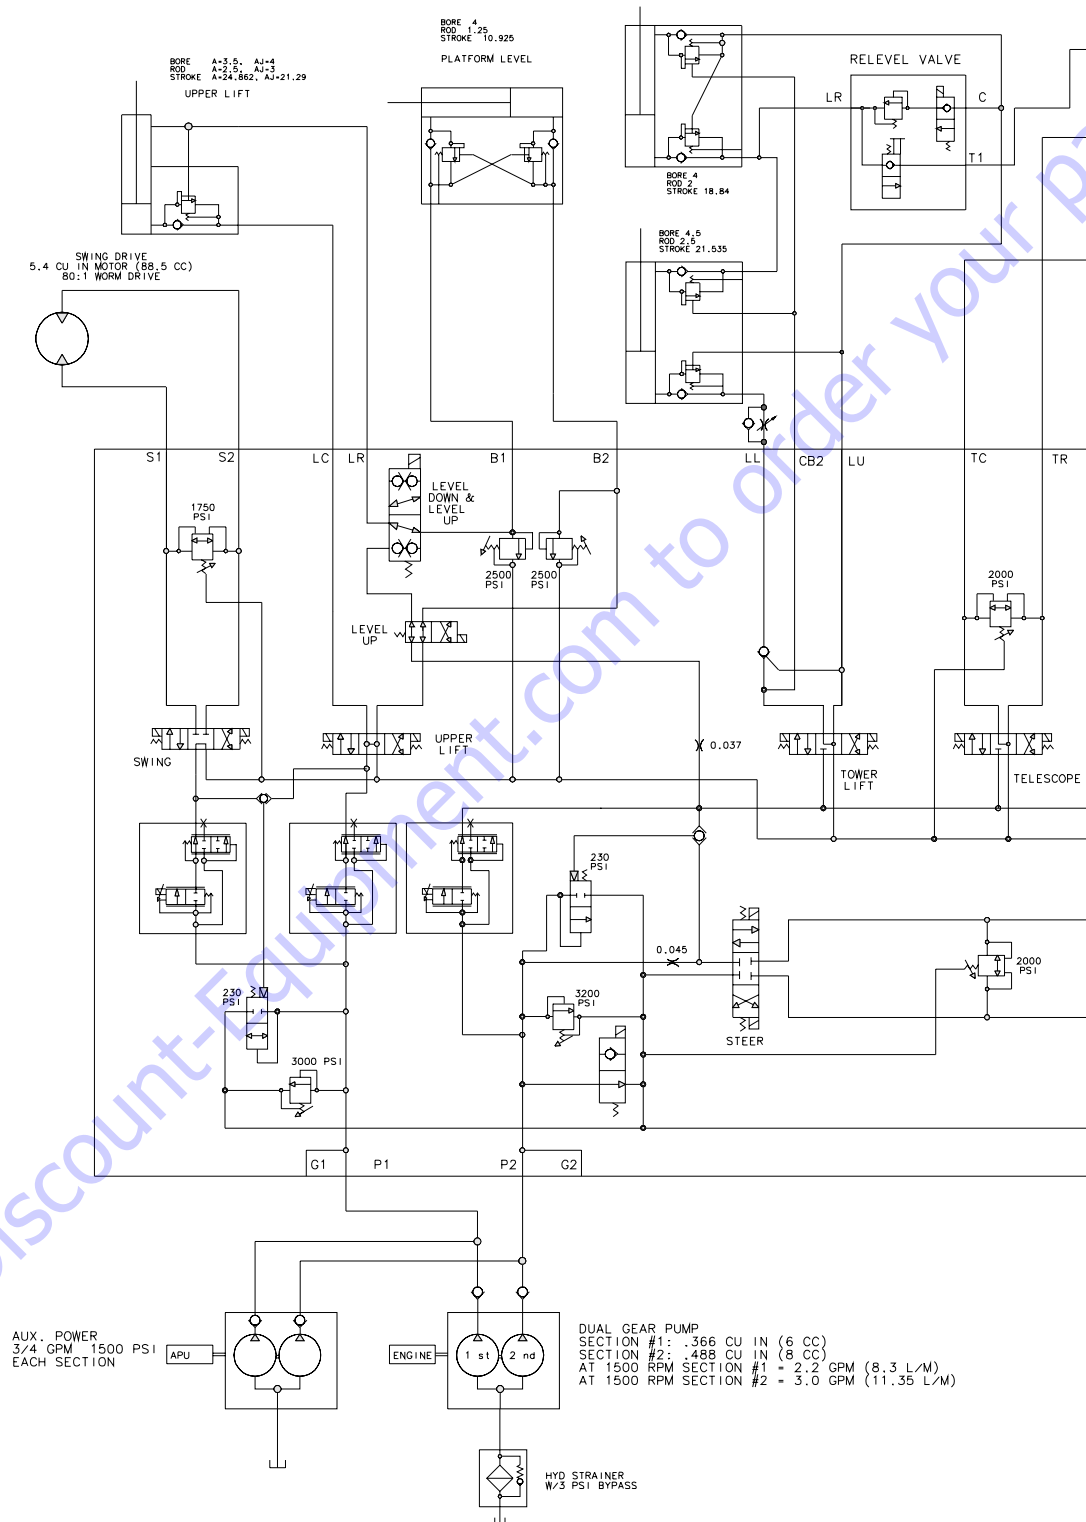 BORE 4
ROD 1.25
STROKE 10.925
PLATFORM LEVEL
BORE A=3.5, AJ=4
ROD A=2.5, AJ=3
STROKE A=24.862, AJ=21.29
UPPER LIFT
RELEVEL VALVE
LR
C
T1
BORE 4
ROD 2
STROKE 18.84
BORE 4.5
ROD 2.5
STROKE 21.535
SWING DRIVE
5.4 CU IN MOTOR (88.5 CC)
80:1 WORM DRIVE
S1
S2
LC
LR
B1
B2
LL
CB2
LU
TC
TR
LEVEL
DOWN &
LEVEL
UP
1750
PSI
2500
PSI
2500
PSI
2000
PSI
LEVEL
UP
SWING
UPPER
LIFT
0.037
TOWER
LIFT
TELESCOPE
230
PSI
0.045
230
PSI
3200
PSI
2000
PSI
STEER
3000 PSI
G1
P1
P2
G2
AUX. POWER
3/4 GPM 1500 PSI
EACH SECTION
APU
ENGINE
1 st
2 nd
DUAL GEAR PUMP
SECTION #1: .366 CU IN (6 CC)
SECTION #2: .488 CU IN (8 CC)
AT 1500 RPM SECTION #1 = 2.2 GPM (8.3 L/M)
AT 1500 RPM SECTION #2 = 3.0 GPM (11.35 L/M)
HYD STRAINER
W/3 PSI BYPASS
iscount-Equipment.com to order your pa